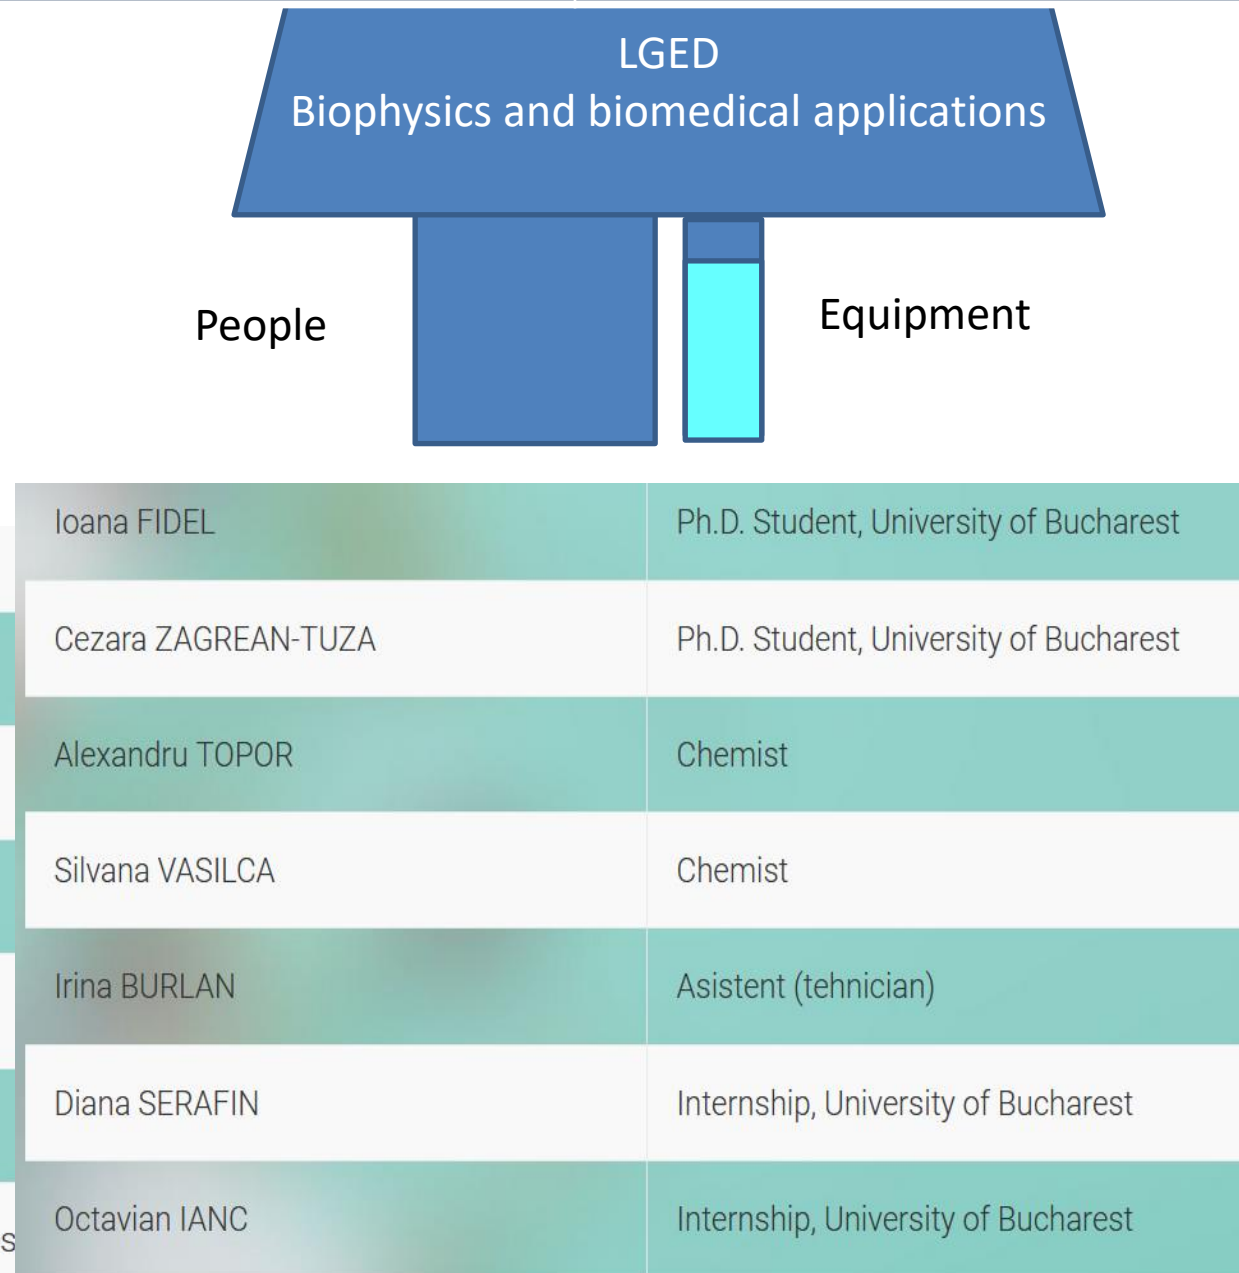 LGED
Biophysics and biomedical applications
People
Equipment
Ioana FIDEL
Ph.D. Student, University of Bucharest
Cezara ZAGREAN-TUZA
Ph.D. Student, University of Bucharest
Alexandru TOPOR
Chemist
Silvana VASILCA
Chemist
Irina BURLAN
Asistent (tehnician)
Diana SERAFIN
Internship, University of Bucharest
Octavian IANC
Internship, University of Bucharest
s